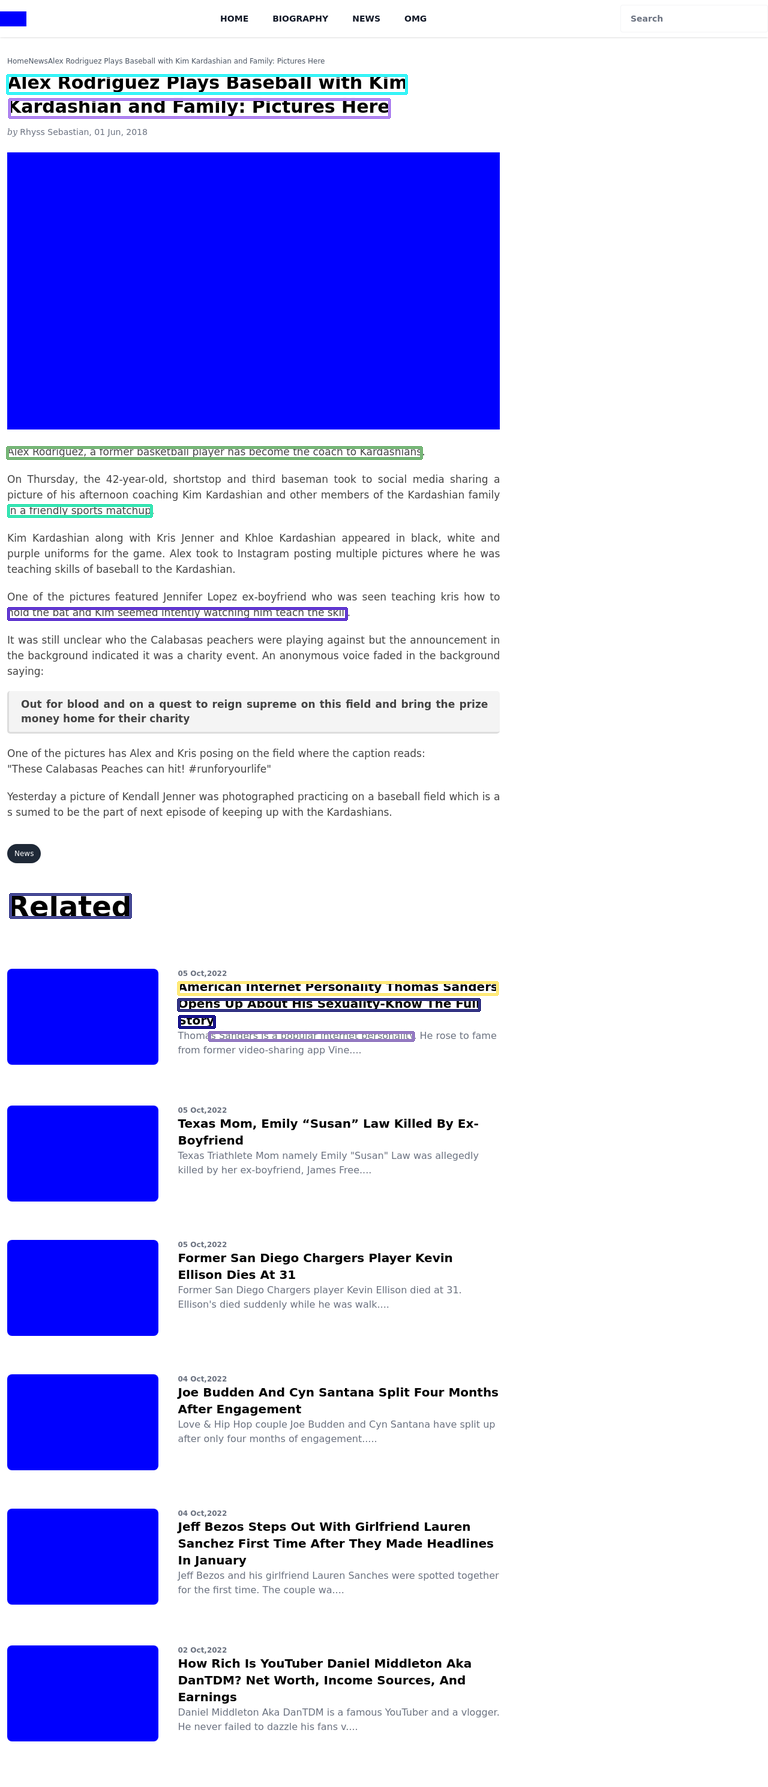 HOME BIOGRAPHY NEWS OMG Search
HomeNewsAlex Rodriguez Plays Baseball with Kim Kardashian and Family: Pictures Here
Alex Rodriguez Plays Baseball with Kim
Kardashian and Family: Pictures Here
by Rhyss Sebastian, 01 Jun, 2018
Alex Rodriguez, a former basketball player has become the coach to Kardashians.
On Thursday, the 42-year-old, shortstop and third baseman took to social media sharing a
picture of his afternoon coaching Kim Kardashian and other members of the Kardashian family
in a friendly sports matchup.
Kim Kardashian along with Kris Jenner and Khloe Kardashian appeared in black, white and
purple uniforms for the game. Alex took to Instagram posting multiple pictures where he was
teaching skills of baseball to the Kardashian.
One of the pictures featured Jennifer Lopez ex-boyfriend who was seen teaching kris how to
hold the bat and Kim seemed intently watching him teach the skill.
It was still unclear who the Calabasas peachers were playing against but the announcement in
the background indicated it was a charity event. An anonymous voice faded in the background
saying:
Out for blood and on a quest to reign supreme on this field and bring the prize
money home for their charity
One of the pictures has Alex and Kris posing on the field where the caption reads:
"These Calabasas Peaches can hit! #runforyourlife"
Yesterday a picture of Kendall Jenner was photographed practicing on a baseball field which is a
s sumed to be the part of next episode of keeping up with the Kardashians.
News
Related
05 Oct,2022
American Internet Personality Thomas Sanders
Opens Up About His Sexuality-Know The Full
Story
Thomas Sanders is a popular Internet personality. He rose to fame
from former video-sharing app Vine....
05 Oct,2022
Texas Mom, Emily “Susan” Law Killed By Ex-
Boyfriend
Texas Triathlete Mom namely Emily "Susan" Law was allegedly
killed by her ex-boyfriend, James Free....
05 Oct,2022
Former San Diego Chargers Player Kevin
Ellison Dies At 31
Former San Diego Chargers player Kevin Ellison died at 31.
Ellison's died suddenly while he was walk....
04 Oct,2022
Joe Budden And Cyn Santana Split Four Months
After Engagement
Love & Hip Hop couple Joe Budden and Cyn Santana have split up
after only four months of engagement.....
04 Oct,2022
Jeff Bezos Steps Out With Girlfriend Lauren
Sanchez First Time After They Made Headlines
In January
Jeff Bezos and his girlfriend Lauren Sanches were spotted together
for the first time. The couple wa....
02 Oct,2022
How Rich Is YouTuber Daniel Middleton Aka
DanTDM? Net Worth, Income Sources, And
Earnings
Daniel Middleton Aka DanTDM is a famous YouTuber and a vlogger.
He never failed to dazzle his fans v....